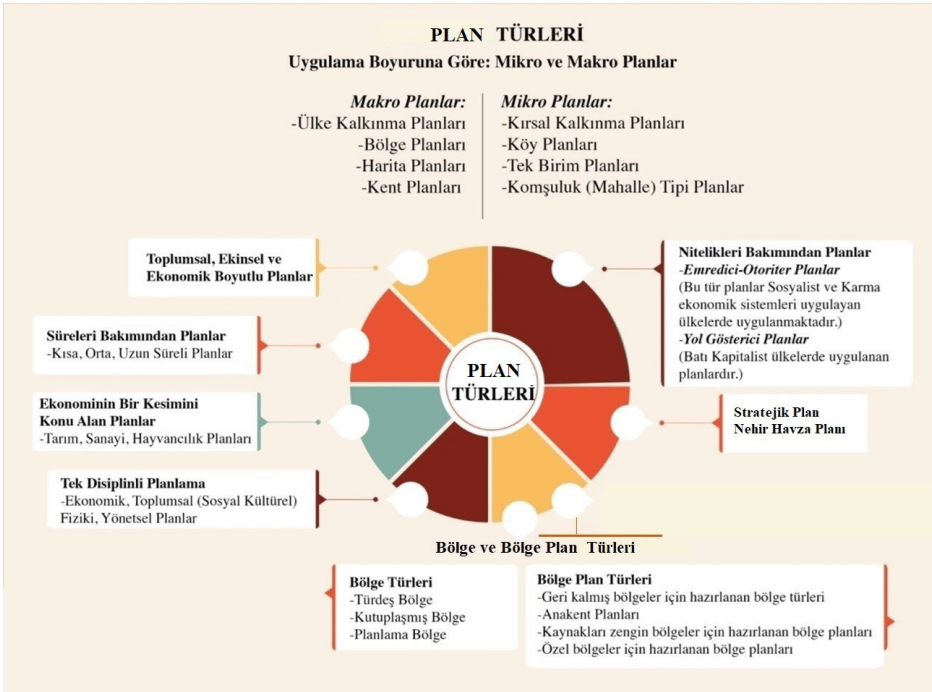 PLAN TÜRLERİ
Uygulama Boyuruna Göre: Mikro ve Makro Planlar
Makro Planlar:
-Ülke Kalkınma Planları
-Bölge Planları
-Harita Planları
-Kent Planları
Mikro Planlar:
-Kırsal Kalkınma Planları
-Köy Planları
-Tek Birim Planları
-Komşuluk (Mahalle) Tipi Planlar
Toplumsal, Ekinsel ve
Ekonomik Boyutlu Planlar
Süreleri Bakımından Planlar
-Kısa, Orta, Uzun Süreli Planlar
Ekonominin Bir Kesimini
Konu Alan Planlar
-Tarım, Sanayi, Hayvancılık Planları
Tek Disiplinli Planlama
-Ekonomik, Toplumsal (Sosyal Kültürel)
Fiziki, Yönetsel Planlar
PLAN
TÜRLERİ
Nitelikleri Bakımından Planlar
-Emredici-Otoriter Planlar
(Bu tür planlar Sosyalist ve Karma
ekonomik sistemleri uygulayan
ülkelerde uygulanmaktadır.)
-Yol Gösterici Planlar
(Batı Kapitalist ülkelerde uygulanan
planlardır.)
Stratejik Plan
Nehir Havza Planı
Bölge ve Bölge Plan Türleri
Bölge Türleri
-Türdeş Bölge
-Kutuplaşmış Bölge
-Planlama Bölge
Bölge Plan Türleri
-Geri kalmış bölgeler için hazırlanan bölge türleri
-Anakent Planları
-Kaynakları zengin bölgeler için hazırlanan bölge planları
-Özel bölgeler için hazırlanan bölge planları